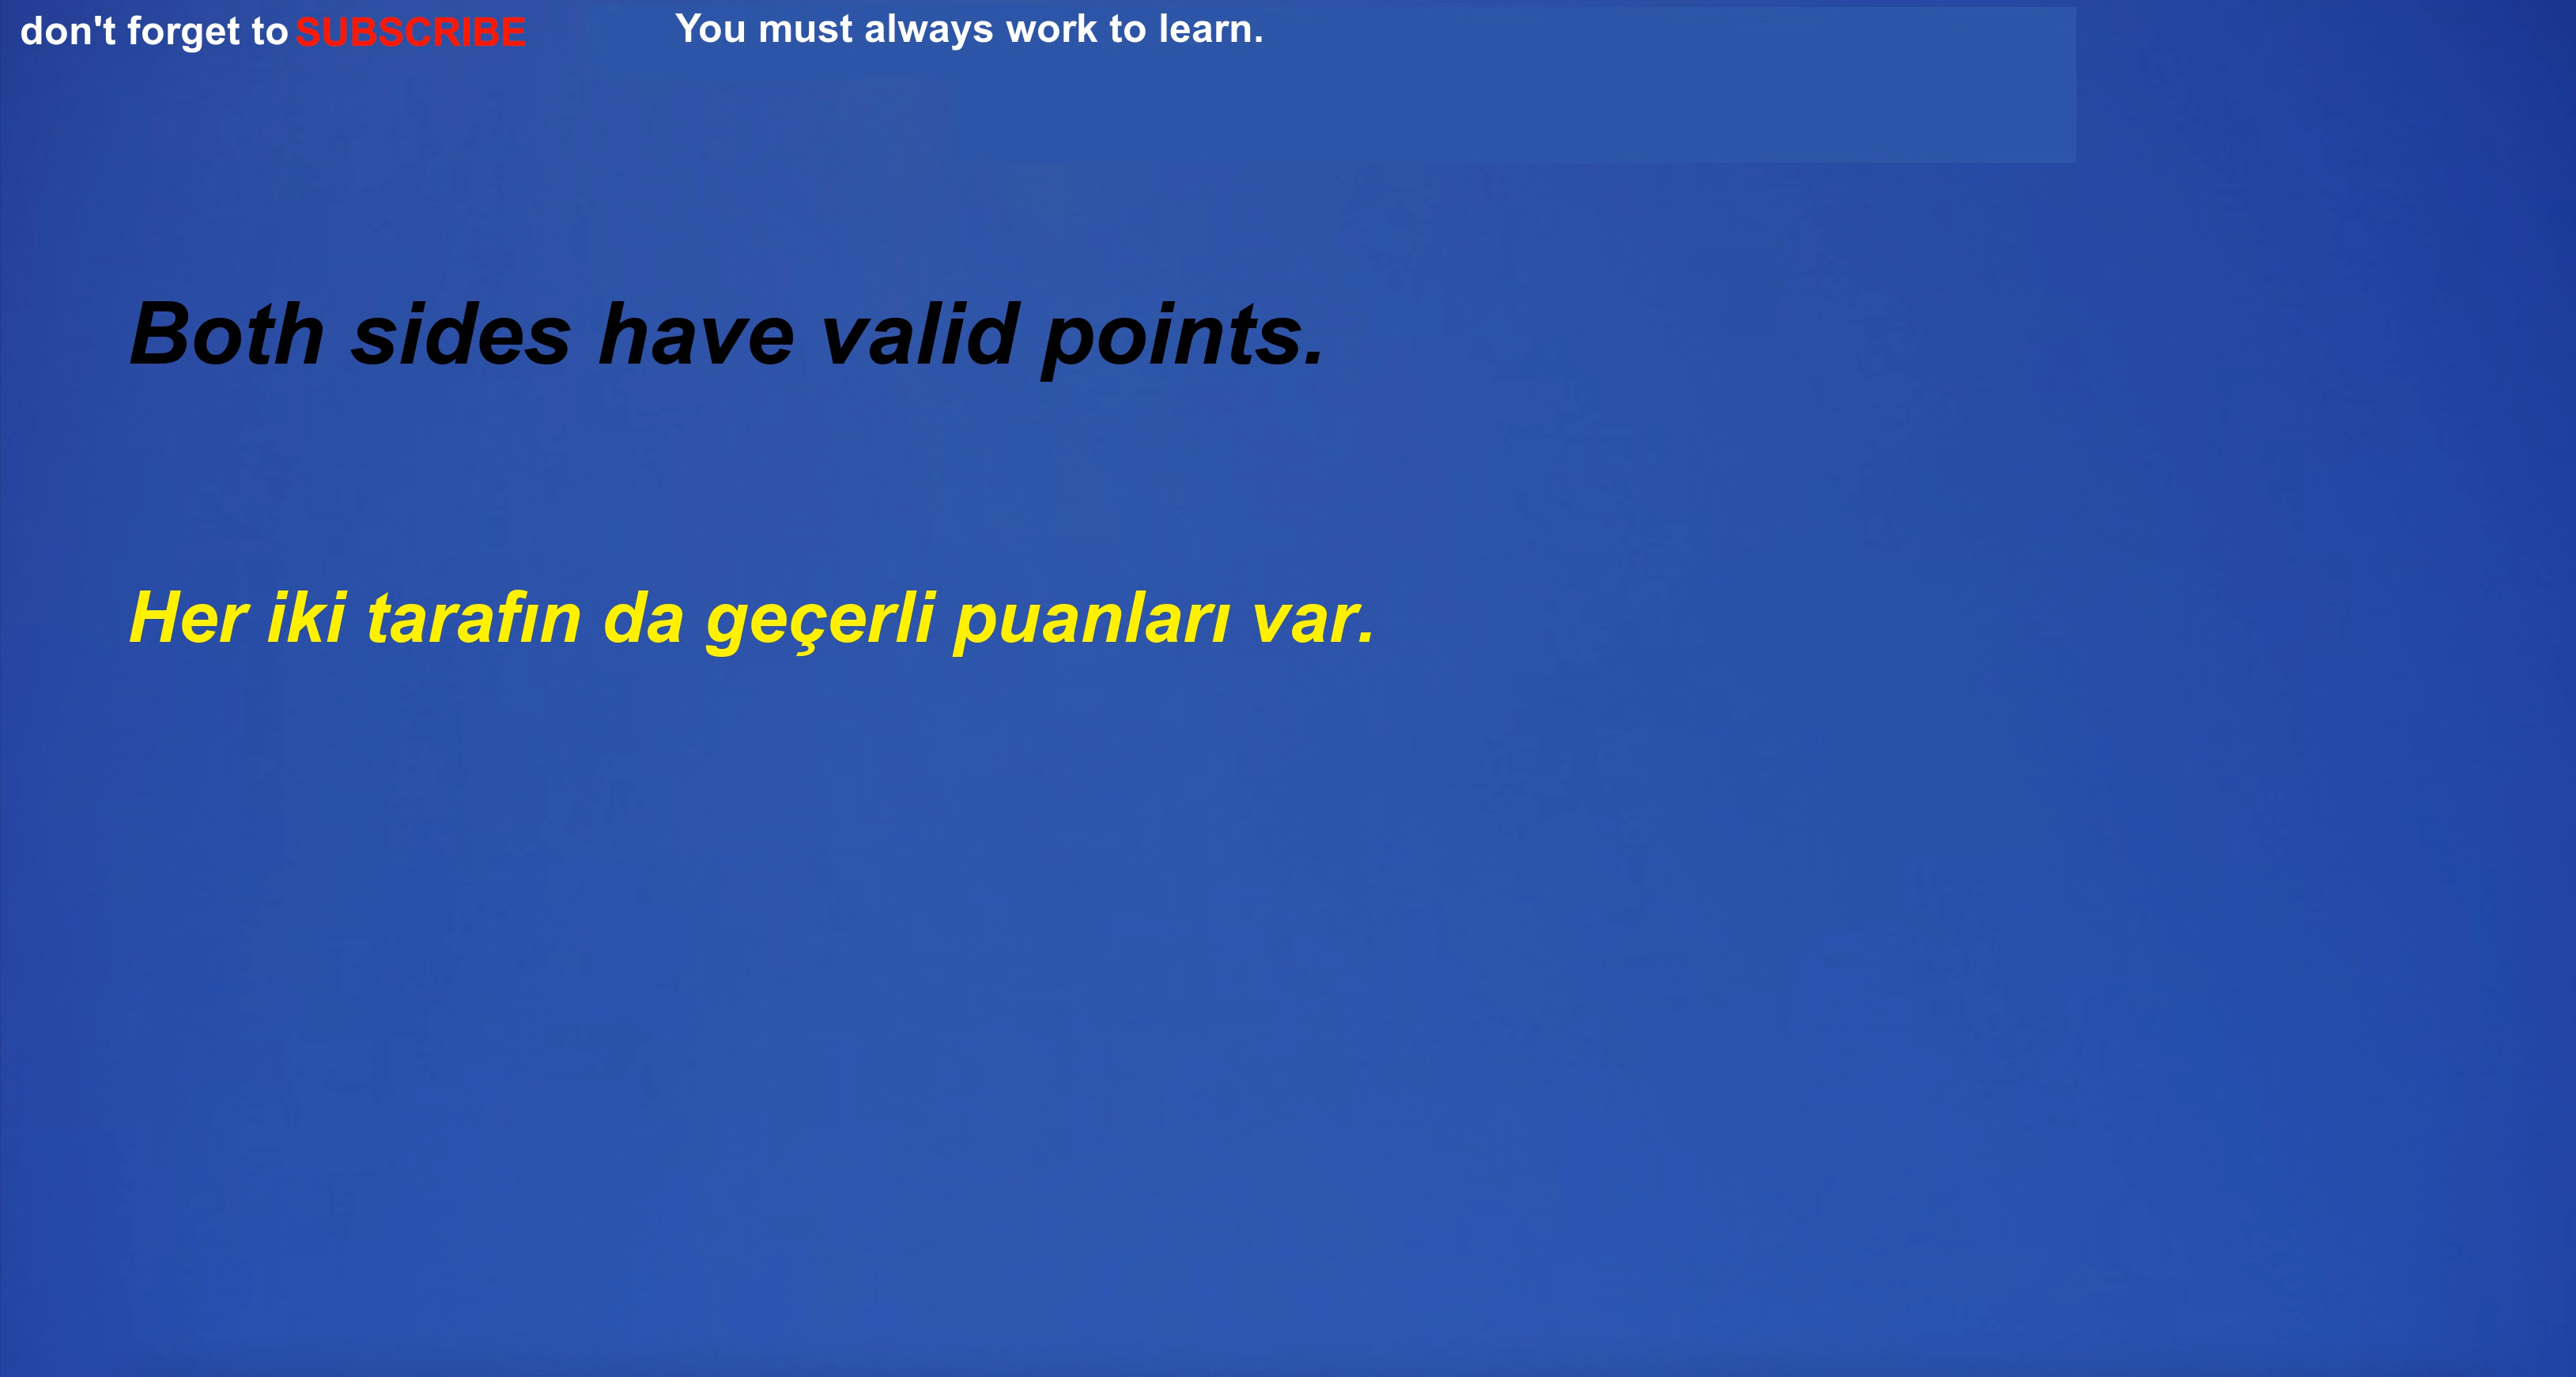 don't forget to SUBSCRIBE You must always work to learn.
Both sides have valid points.
Her iki tarafın da geçerli puanları var.